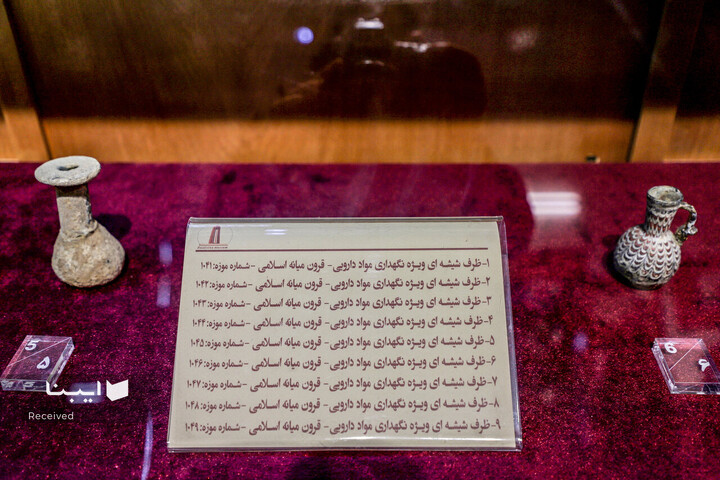 ۱- ظرف شیشه ای ویژه نگهداری مواد دارویی- قرون میانه اسلامی -شماره موزه: ۱۰۴۱
۲- ظرف شیشه ای ویژه نگهداری مواد دارویی- قرون میانه اسلامی -شماره موزه: ۱۰۴۲
۳- ظرف شیشه ای ویژه نگهداری مواد دارویی- قرون میانه اسلامی -شماره موزه: ۱۰۴۳
۴- ظرف شیشه ای ویژه نگهداری مواد دارویی- قرون میانه اسلامی -شماره موزه: ۱۰۴۴
۵- ظرف شیشه ای ویژه نگهداری مواد دارویی- قرون میانه اسلامی -شماره موزه: ۱۰۴۵
۶- ظرف شیشه ای ویژه نگهداری مواد دارویی- قرون میانه اسلامی -شماره موزه: ۱۰۴۶
۷- ظرف شیشه ای ویژه نگهداری مواد دارویی- قرون میانه اسلامی -شماره موزه: ۱۰۴۷
۸- ظرف شیشه ای ویژه نگهداری مواد دارویی- قرون میانه اسلامی -شماره موزه: ۱۰۴۸
۹- ظرف شیشه ای ویژه نگهداری مواد دارویی- قرون میانه اسلامی -شماره موزه: ۱۰۴۹
5 ۵
6 ۶
ایبنا
Received